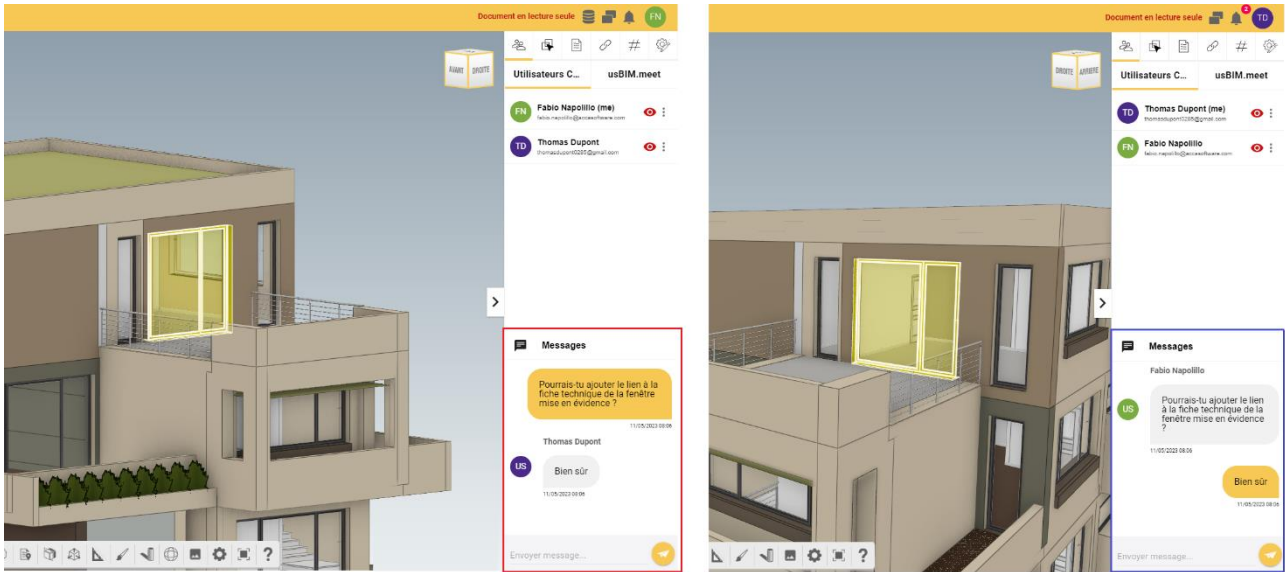 Document en lecture seule
FN
AVANT
DROITE
Utilisateurs C...
usBIM.meet
FN
Fabio Napolillo (me)
fabio.napolillo@accasoftware.com
TD
Thomas Dupont
thomasdupont0285@gmail.com
Messages
Pourrais-tu ajouter le lien à la
fiche technique de la fenêtre
mise en évidence ?
11/05/2023 08:06
Thomas Dupont
US
Bien sûr
11/05/2023 08:06
Envoyer message...
?
Document en lecture seule
2
TD
DROITE
ARRIERE
Utilisateurs C...
usBIM.meet
TD
Thomas Dupont (me)
thomasdupont0285@gmail.com
FN
Fabio Napolillo
fabio.napolillo@accasoftware.com
Messages
Fabio Napolillo
US
Pourrais-tu ajouter le lien
à la fiche technique de la
fenêtre mise en évidence
?
11/05/2023 08:06
Bien sûr
11/05/2023 08:06
Envoyer message...
?